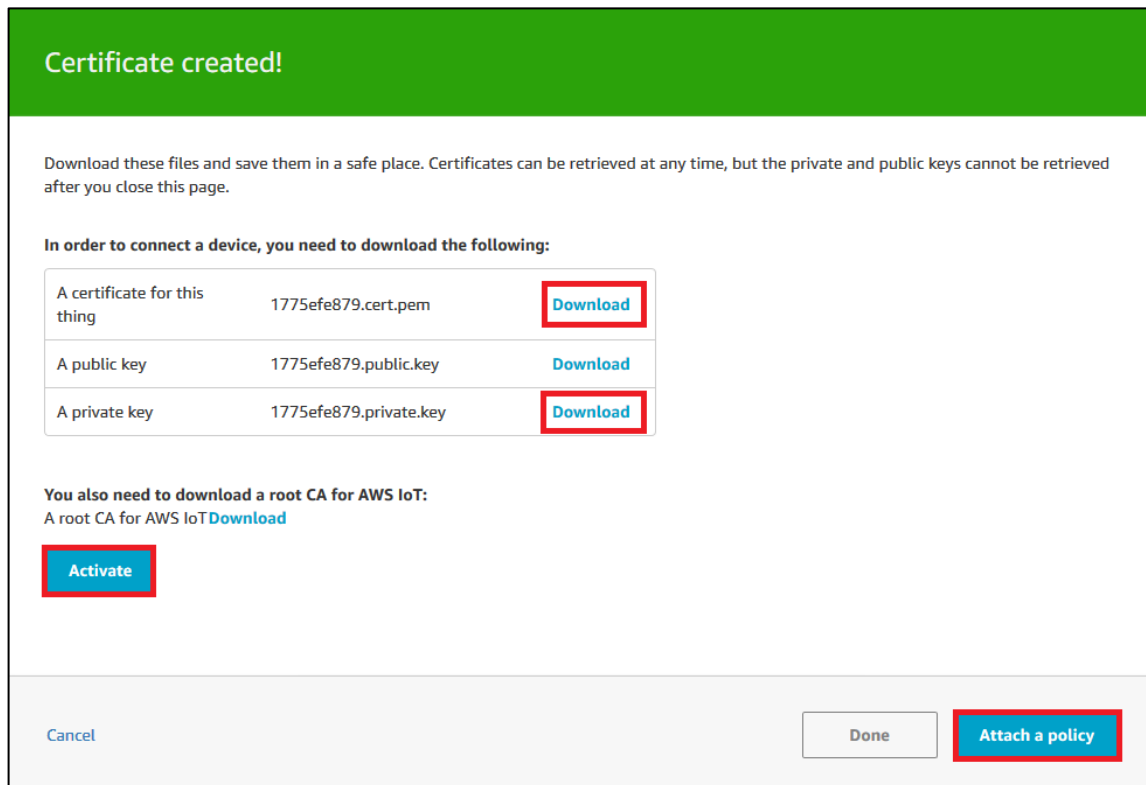 Certificate created!
Download these files and save them in a safe place. Certificates can be retrieved at any time, but the private and public keys cannot be retrieved
after you close this page.
In order to connect a device, you need to download the following:
A certificate for this
thing
1775efe879.cert.pem
Download
A public key
1775efe879.public.key
Download
A private key
1775efe879.private.key
Download
You also need to download a root CA for AWS IoT:
A root CA for AWS IoTDownload
Activate
Cancel
Done
Attach a policy